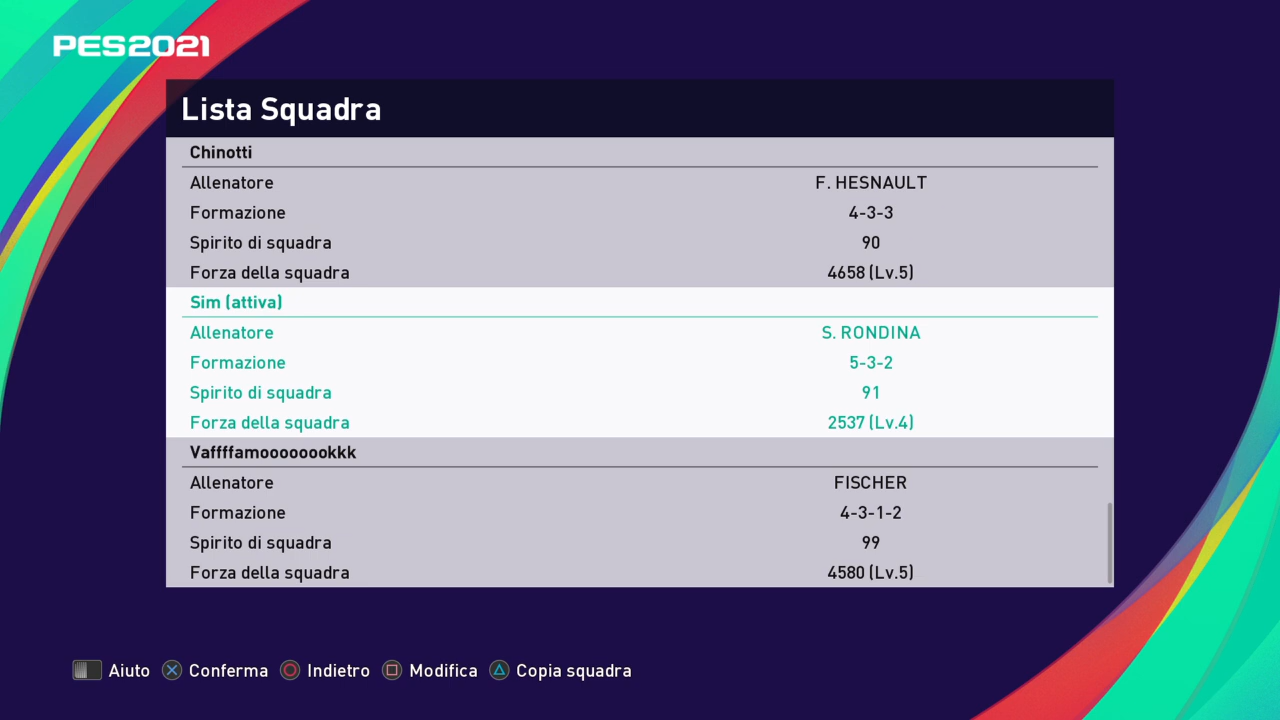 PES2021
Lista Squadra
Chinotti
Allenatore F. HESNAULT
Formazione 4-3-3
Spirito di squadra 90
Forza della squadra 4658 (Lv.5)
Sim (attiva)
Allenatore S. RONDINA
Formazione 5-3-2
Spirito di squadra 91
Forza della squadra 2537 (Lv.4)
Vaffffamoooooookkk
Allenatore FISCHER
Formazione 4-3-1-2
Spirito di squadra 99
Forza della squadra 4580 (Lv.5)
Aiuto Conferma Indietro Modifica Copia squadra